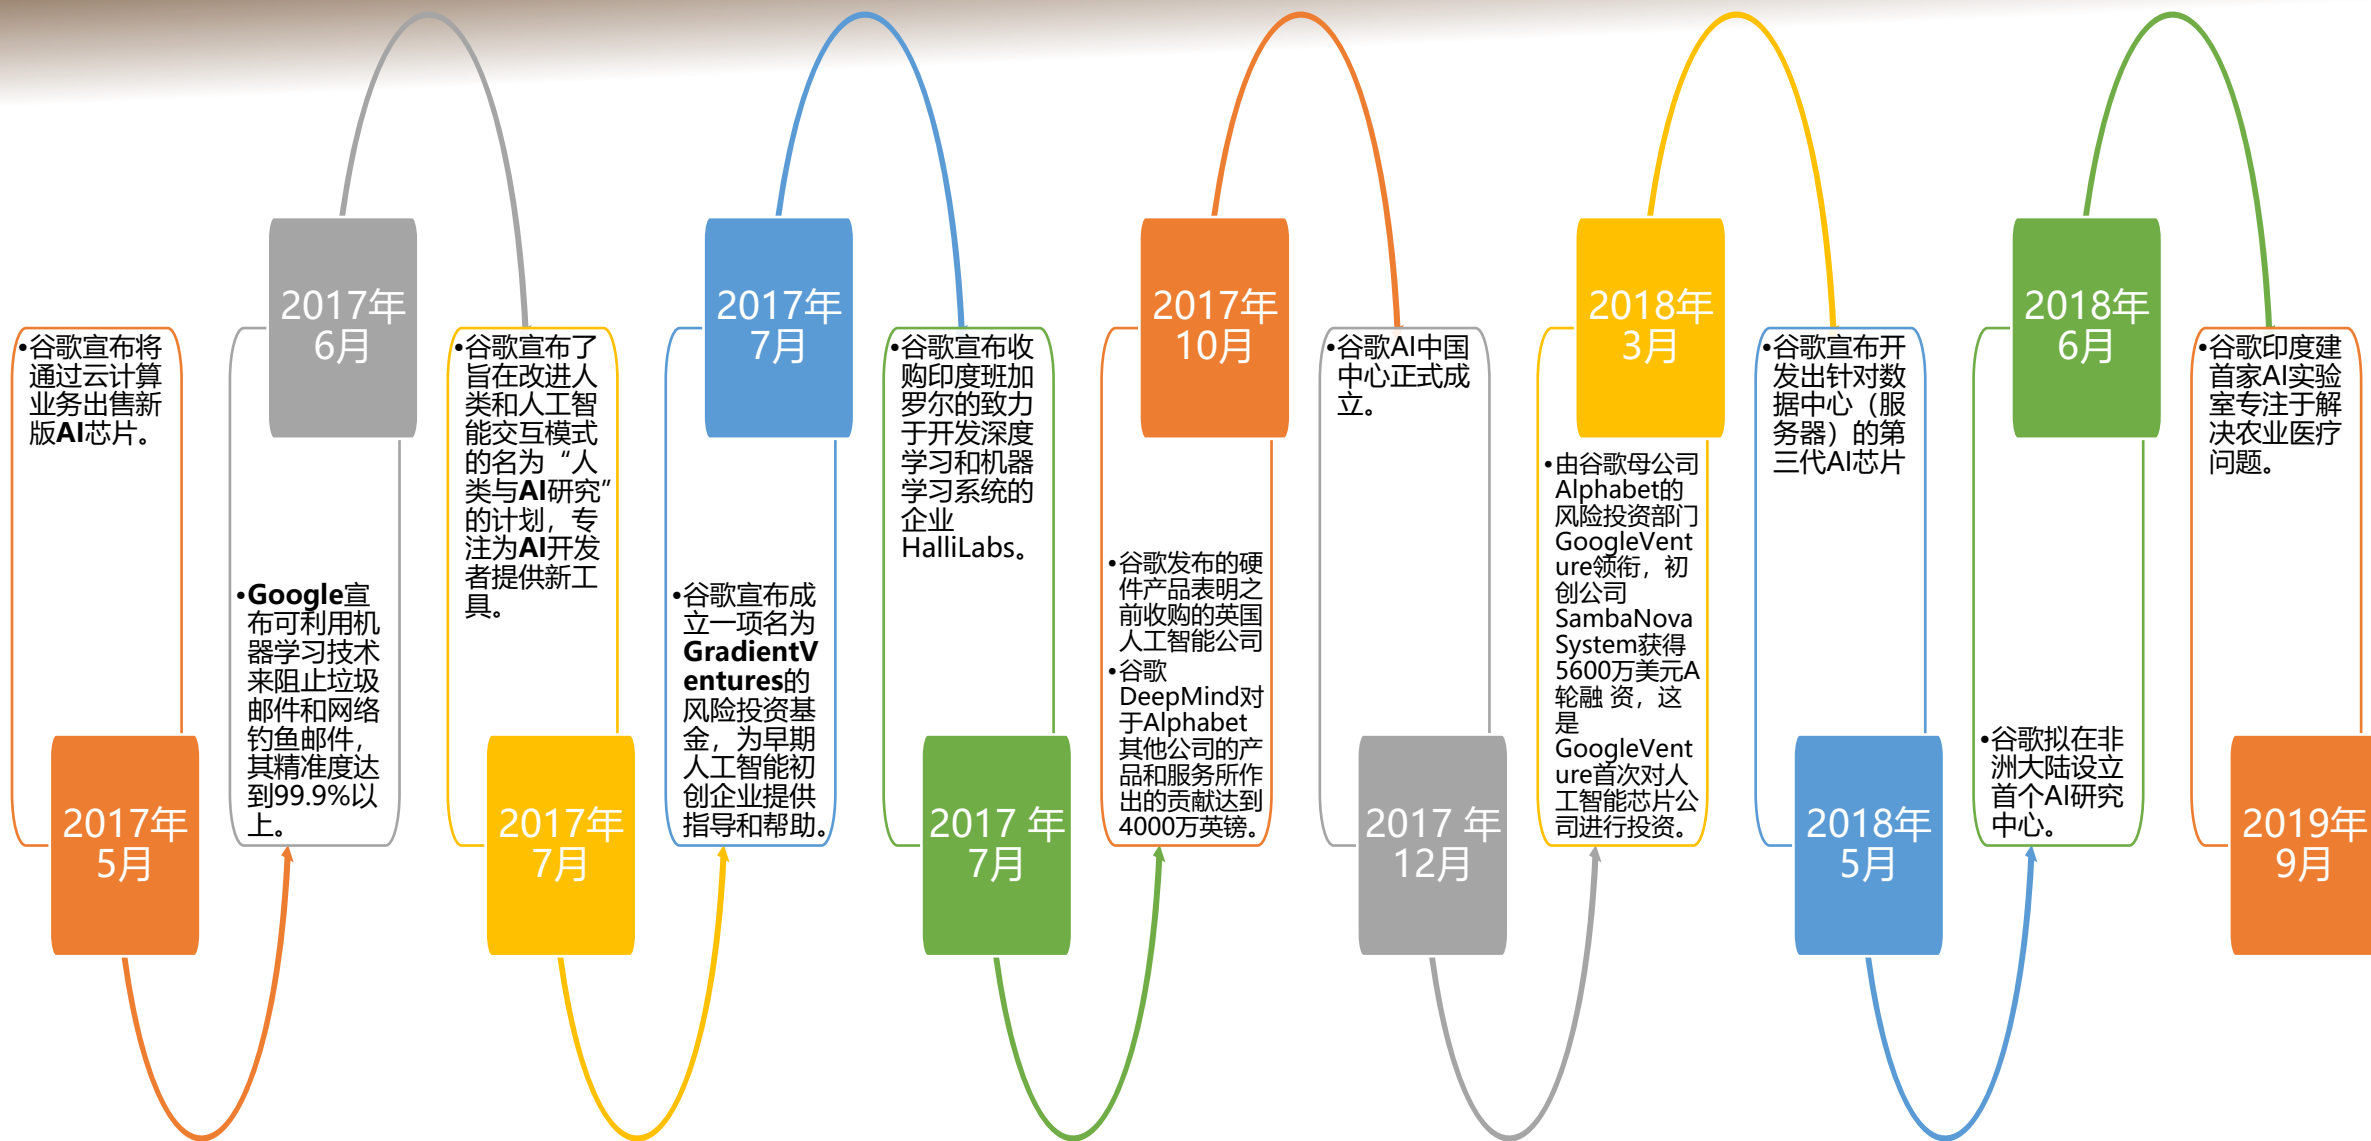 •谷歌宣布将
通过云计算
业务出售新
版AI芯片。
2017年
5月
2017年
6月
•Google宣
布可利用机
器学习技术
来阻止垃圾
邮件和网络
钓鱼邮件，
其精准度达
到99.9%以
上。
•谷歌宣布了
旨在改进人
类和人工智
能交互模式
的名为“人
类与AI研究”
的计划，专
注为AI开发
者提供新工
具。
2017年
7月
2017年
7月
•谷歌宣布成
立一项名为
GradientV
entures的
风险投资基
金，为早期
人工智能初
创企业提供
指导和帮助。
•谷歌宣布收
购印度班加
罗尔的致力
于开发深度
学习和机器
学习系统的
企业
HalliLabs。
2017 年
7月
2017年
10月
•谷歌发布的硬
件产品表明之
前收购的英国
人工智能公司
•谷歌
DeepMind对
于Alphabet
其他公司的产
品和服务所作
出的贡献达到
4000万英镑。
•谷歌AI中国
中心正式成
立。
2017 年
12月
2018年
3月
•由谷歌母公司
Alphabet的
风险投资部门
GoogleVent
ure领衔，初
创公司
SambaNova
System获得
5600万美元A
轮融 资，这
是
GoogleVent
ure首次对人
工智能芯片公
司进行投资。
•谷歌宣布开
发出针对数
据中心（服
务器）的第
三代AI芯片
2018年
5月
2018年
6月
•谷歌拟在非
洲大陆设立
首个AI研究
中心。
•谷歌印度建
首家AI实验
室专注于解
决农业医疗
问题。
2019年
9月